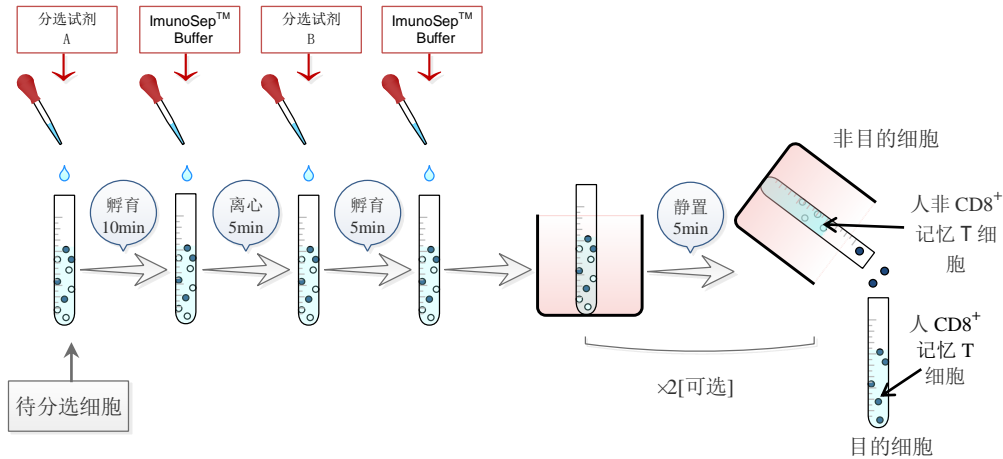 分选试剂
A
ImunoSep™
Buffer
分选试剂
B
ImunoSep™
Buffer
孵育
10min
离心
5min
孵育
5min
静置
5min
非目的细胞
人非 CD8⁺
记忆 T 细
胞
人 CD8⁺
记忆 T
细胞
×2[可选]
待分选细胞
目的细胞